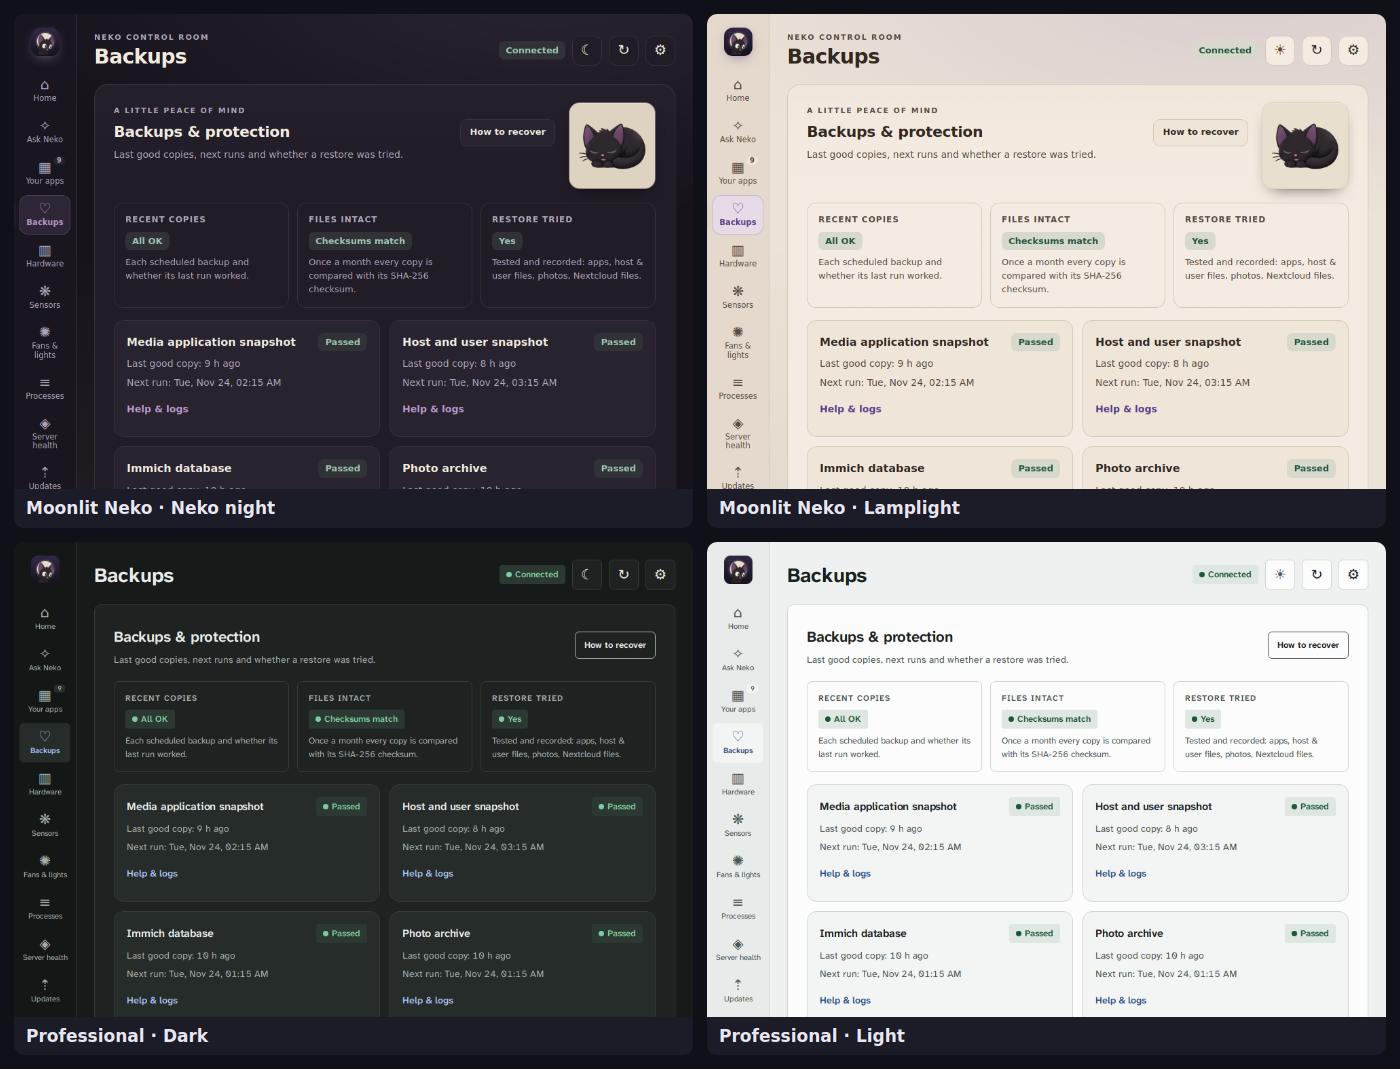 NEKO CONTROL ROOM
Backups
Connected
Home
Ask Neko
9
Your apps
Backups
Hardware
Sensors
Fans &
lights
Processes
Server
health
Updates
A LITTLE PEACE OF MIND
Backups & protection
Last good copies, next runs and whether a restore was tried.
How to recover
RECENT COPIES
All OK
Each scheduled backup and
whether its last run worked.
FILES INTACT
Checksums match
Once a month every copy is
compared with its SHA-256
checksum.
RESTORE TRIED
Yes
Tested and recorded: apps, host &
user files, photos, Nextcloud files.
Media application snapshot
Passed
Last good copy: 9 h ago
Next run: Tue, Nov 24, 02:15 AM
Help & logs
Host and user snapshot
Passed
Last good copy: 8 h ago
Next run: Tue, Nov 24, 03:15 AM
Help & logs
Immich database
Passed
Photo archive
Passed
Moonlit Neko · Neko night
NEKO CONTROL ROOM
Backups
Connected
Home
Ask Neko
9
Your apps
Backups
Hardware
Sensors
Fans &
lights
Processes
Server
health
Updates
A LITTLE PEACE OF MIND
Backups & protection
Last good copies, next runs and whether a restore was tried.
How to recover
RECENT COPIES
All OK
Each scheduled backup and
whether its last run worked.
FILES INTACT
Checksums match
Once a month every copy is
compared with its SHA-256
checksum.
RESTORE TRIED
Yes
Tested and recorded: apps, host &
user files, photos, Nextcloud files.
Media application snapshot
Passed
Last good copy: 9 h ago
Next run: Tue, Nov 24, 02:15 AM
Help & logs
Host and user snapshot
Passed
Last good copy: 8 h ago
Next run: Tue, Nov 24, 03:15 AM
Help & logs
Immich database
Passed
Photo archive
Passed
Moonlit Neko · Lamplight
Backups
Connected
Home
Ask Neko
9
Your apps
Backups
Hardware
Sensors
Fans & lights
Processes
Server health
Updates
Backups & protection
Last good copies, next runs and whether a restore was tried.
How to recover
RECENT COPIES
All OK
Each scheduled backup and whether its
last run worked.
FILES INTACT
Checksums match
Once a month every copy is compared
with its SHA-256 checksum.
RESTORE TRIED
Yes
Tested and recorded: apps, host &
user files, photos, Nextcloud files.
Media application snapshot
Passed
Last good copy: 9 h ago
Next run: Tue, Nov 24, 02:15 AM
Help & logs
Host and user snapshot
Passed
Last good copy: 8 h ago
Next run: Tue, Nov 24, 03:15 AM
Help & logs
Immich database
Passed
Last good copy: 10 h ago
Next run: Tue, Nov 24, 01:15 AM
Help & logs
Photo archive
Passed
Last good copy: 10 h ago
Next run: Tue, Nov 24, 01:15 AM
Help & logs
Professional · Dark
Backups
Connected
Home
Ask Neko
9
Your apps
Backups
Hardware
Sensors
Fans & lights
Processes
Server health
Updates
Backups & protection
Last good copies, next runs and whether a restore was tried.
How to recover
RECENT COPIES
All OK
Each scheduled backup and whether its
last run worked.
FILES INTACT
Checksums match
Once a month every copy is compared
with its SHA-256 checksum.
RESTORE TRIED
Yes
Tested and recorded: apps, host &
user files, photos, Nextcloud files.
Media application snapshot
Passed
Last good copy: 9 h ago
Next run: Tue, Nov 24, 02:15 AM
Help & logs
Host and user snapshot
Passed
Last good copy: 8 h ago
Next run: Tue, Nov 24, 03:15 AM
Help & logs
Immich database
Passed
Last good copy: 10 h ago
Next run: Tue, Nov 24, 01:15 AM
Help & logs
Photo archive
Passed
Last good copy: 10 h ago
Next run: Tue, Nov 24, 01:15 AM
Help & logs
Professional · Light